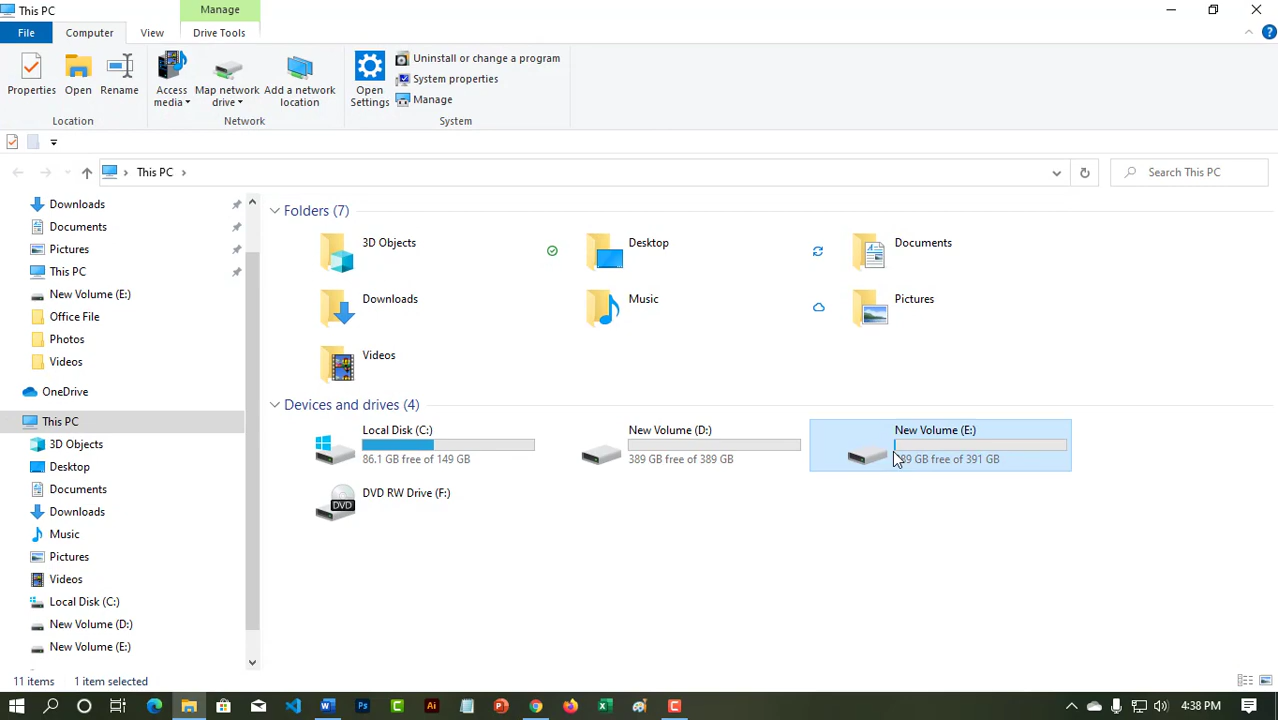 This PC
Manage
File
Computer
View
Drive Tools
Properties
Open
Rename
Access media
Map network drive
Add a network location
Open Settings
Uninstall or change a program
System properties
Manage
Location
Network
System
This PC
Search This PC
Downloads
Documents
Pictures
This PC
New Volume (E:)
Office File
Photos
Videos
OneDrive
This PC
3D Objects
Desktop
Documents
Downloads
Music
Pictures
Videos
Local Disk (C:)
New Volume (D:)
New Volume (E:)
Folders (7)
3D Objects
Desktop
Documents
Downloads
Music
Pictures
Videos
Devices and drives (4)
Local Disk (C:)
86.1 GB free of 149 GB
New Volume (D:)
389 GB free of 389 GB
New Volume (E:)
GB free of 391 GB
DVD
DVD RW Drive (F:)
11 items
1 item selected
4:38 PM